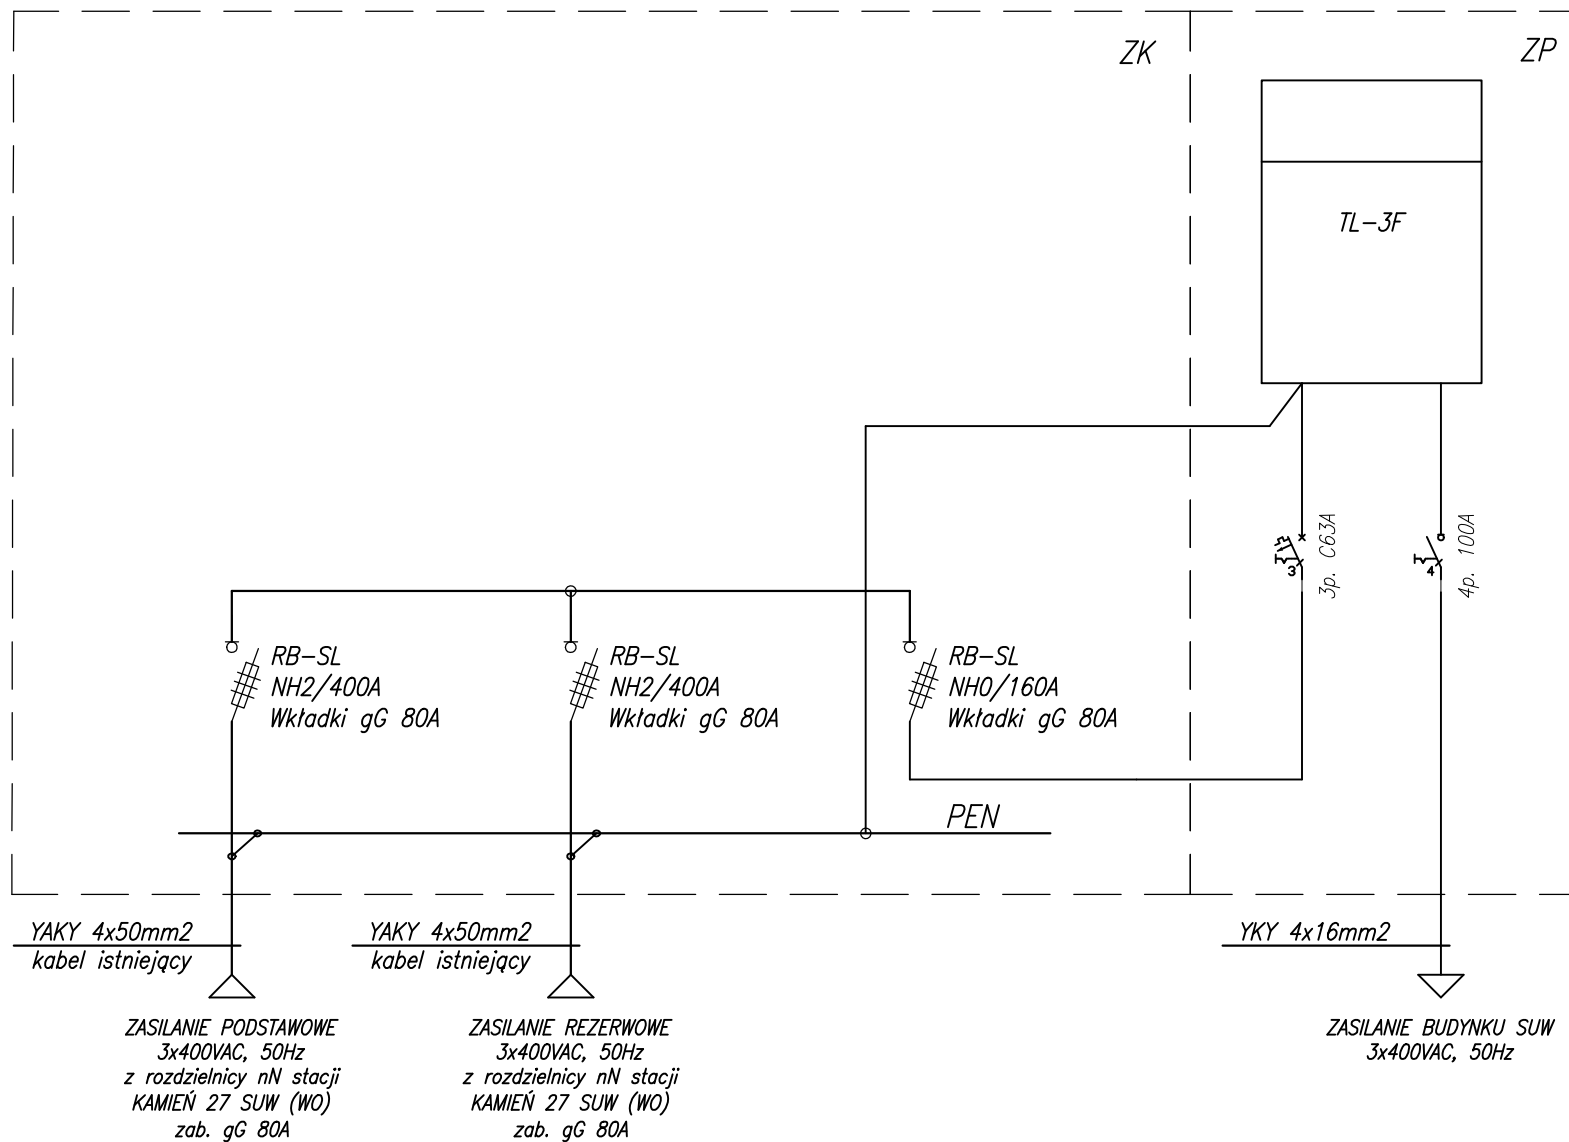 ZK
ZP
TL-3F
3p. C63A
4p. 100A
3
4
RB-SL
NH2/400A
Wkładki gG 80A
RB-SL
NH2/400A
Wkładki gG 80A
RB-SL
NH0/160A
Wkładki gG 80A
PEN
YAKY 4x50mm2
kabel istniejący
YAKY 4x50mm2
kabel istniejący
YKY 4x16mm2
ZASILANIE PODSTAWOWE
3x400VAC, 50Hz
z rozdzielnicy nN stacji
KAMIEŃ 27 SUW (WO)
zab. gG 80A
ZASILANIE REZERWOWE
3x400VAC, 50Hz
z rozdzielnicy nN stacji
KAMIEŃ 27 SUW (WO)
zab. gG 80A
ZASILANIE BUDYNKU SUW
3x400VAC, 50Hz